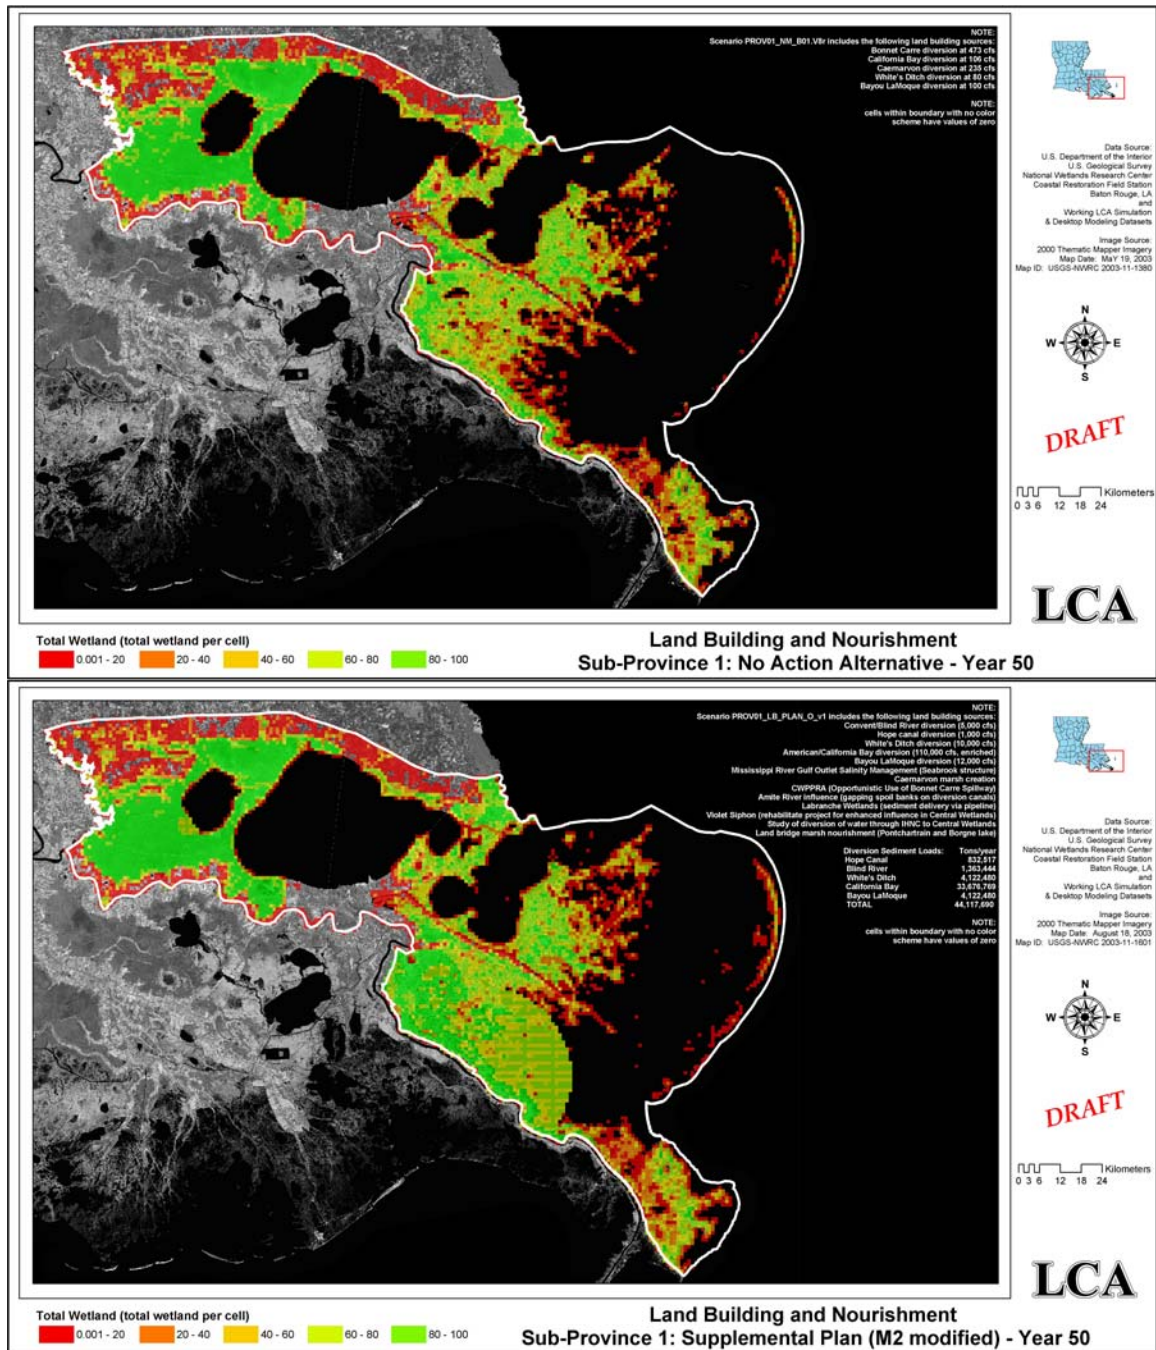 NOTE:
Scenario PROV01_NM_B01.V8r includes the following land building sources:
Bonnet Carre diversion at 473 cfs
California Bay diversion at 106 cfs
Caernarvon diversion at 235 cfs
White's Ditch diversion at 80 cfs
Bayou LaMoque diversion at 100 cfs
NOTE:
cells within boundary with no color
scheme have values of zero
Data Source:
U.S. Department of the Interior
U.S. Geological Survey
National Wetlands Research Center
Coastal Restoration Field Station
Baton Rouge, LA
and
Working LCA Simulation
& Desktop Modeling Datasets
Image Source:
2000 Thematic Mapper Imagery
Map Date: MaY 19, 2003
Map ID: USGS-NWRC 2003-11-1380
N
W E
S
DRAFT
Kilometers
0 3 6 12 18 24
LCA
Total Wetland (total wetland per cell)
0.001 - 20 20 - 40 40 - 60 60 - 80 80 - 100
Land Building and Nourishment
Sub-Province 1: No Action Alternative - Year 50
NOTE:
Scenario PROV01_LB_PLAN_O_v1 includes the following land building sources:
Convent/Blind River diversion (5,000 cfs)
Hope canal diversion (1,000 cfs)
White's Ditch diversion (10,000 cfs)
American/California Bay diversion (110,000 cfs, enriched)
Bayou LaMoque diversion (12,000 cfs)
Mississippi River Gulf Outlet Salinity Management (Seabrook structure)
Caernarvon marsh creation
CWPPRA (Opportunistic Use of Bonnet Carre Spillway)
Amite River influence (gapping spoil banks on diversion canals)
Labranche Wetlands (sediment delivery via pipeline)
Violet Siphon (rehabilitate project for enhanced influence in Central Wetlands)
Study of diversion of water through IHNC to Central Wetlands
Land bridge marsh nourishment (Pontchartrain and Borgne lake)
Diversion Sediment Loads: Tons/year
Hope Canal 832,517
Blind River 1,363,444
White's Ditch 4,122,480
California Bay 33,676,769
Bayou LaMoque 4,122,480
TOTAL 44,117,690
NOTE:
cells within boundary with no color
scheme have values of zero
Data Source:
U.S. Department of the Interior
U.S. Geological Survey
National Wetlands Research Center
Coastal Restoration Field Station
Baton Rouge, LA
and
Working LCA Simulation
& Desktop Modeling Datasets
Image Source:
2000 Thematic Mapper Imagery
Map Date: August 18, 2003
Map ID: USGS-NWRC 2003-11-1601
N
W E
S
DRAFT
Kilometers
0 3 6 12 18 24
LCA
Total Wetland (total wetland per cell)
0.001 - 20 20 - 40 40 - 60 60 - 80 80 - 100
Land Building and Nourishment
Sub-Province 1: Supplemental Plan (M2 modified) - Year 50